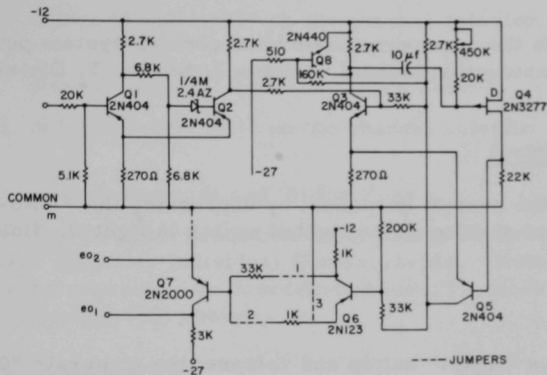 -12
2.7K
6.8K
20K
Q1
2N404
1/4M
2.4AZ
Q2
2N404
2.7K
510
2N440
Q8
160K
2.7K
2.7K
10 μf
2.7K
450K
20K
D
Q4
2N3277
Q3
2N404
33K
-27
5.1K
270Ω
6.8K
270Ω
22K
COMMON
m
eo2
eo1
Q7
2N2000
3K
-27
33K
1
2
3
1K
-12
1K
Q6
2N123
200K
33K
Q5
2N404
---- JUMPERS